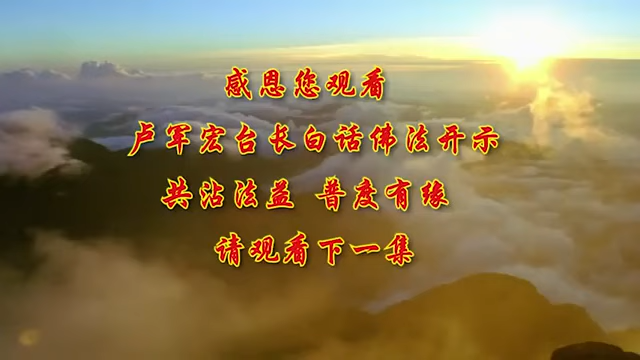 感恩您观看
卢军宏台长白话佛法开示
共沾法益 普度有缘
请观看下一集